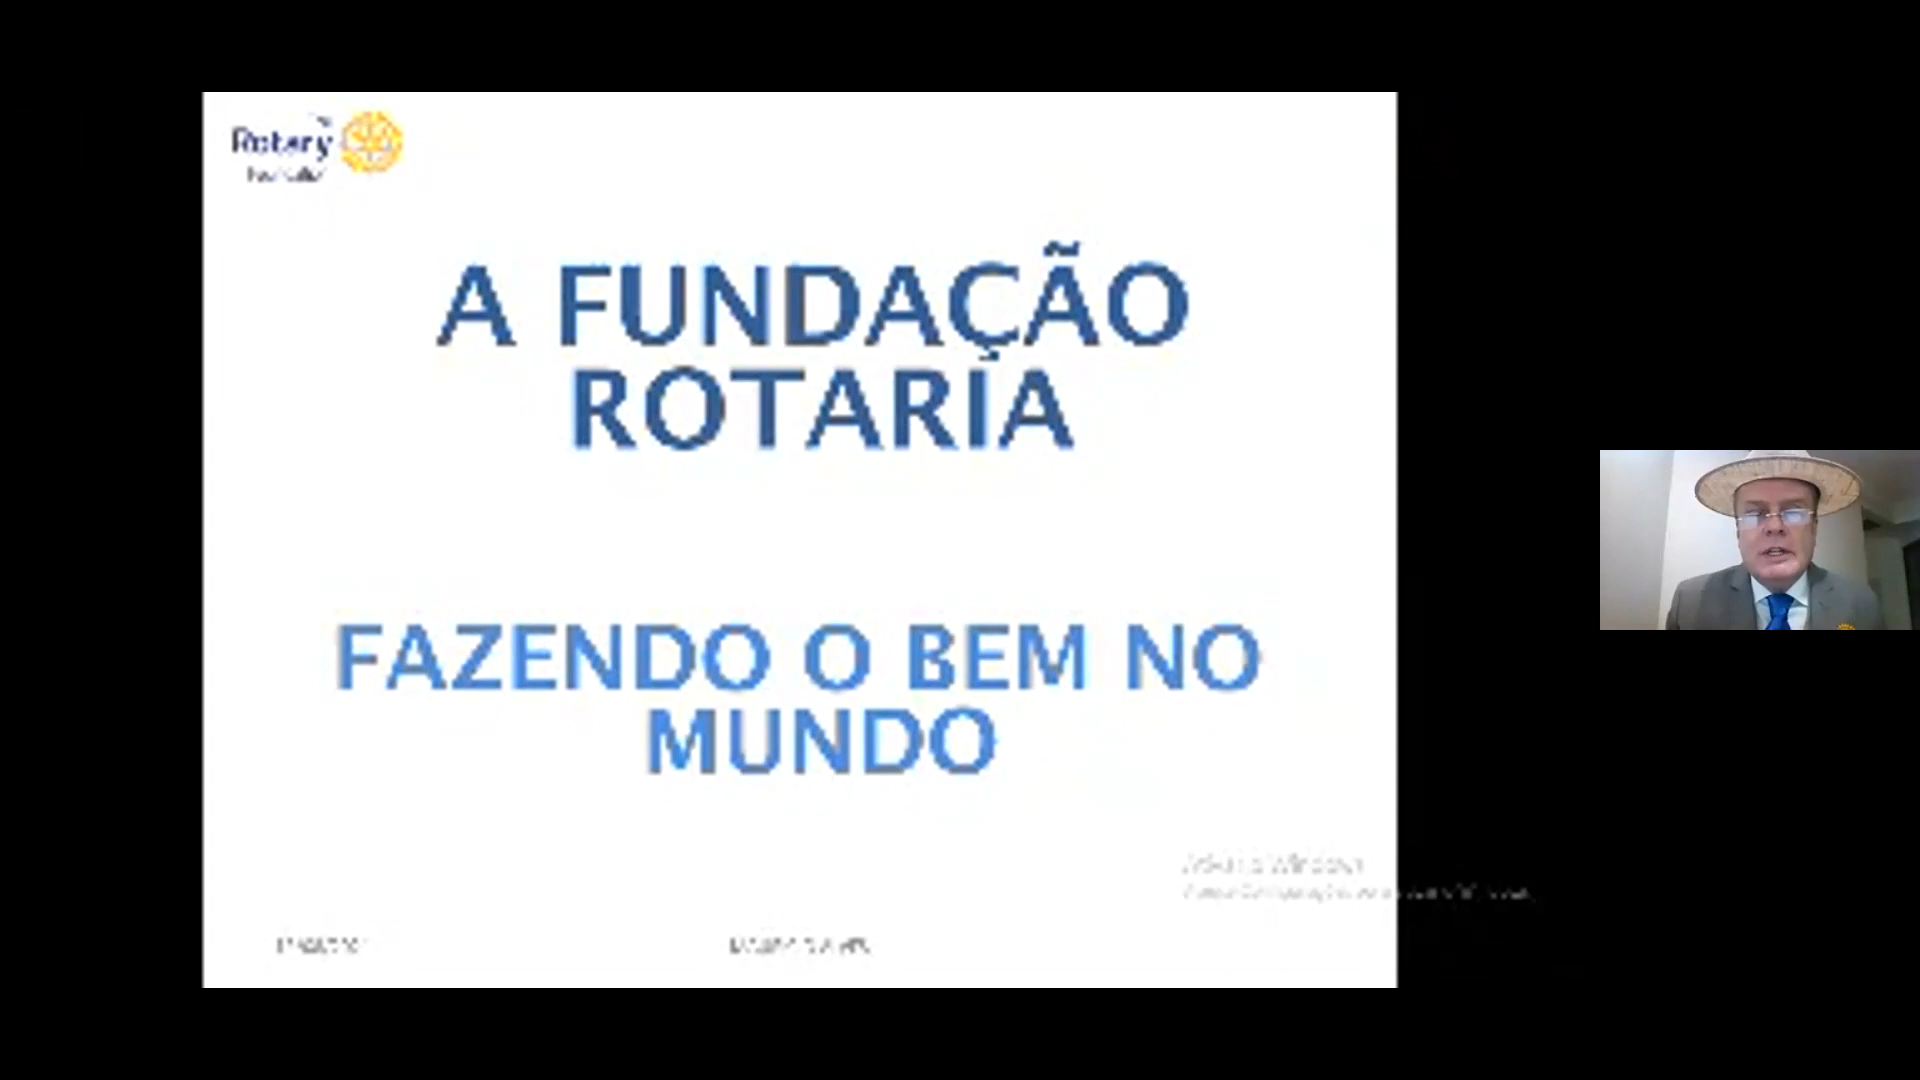 Rotary
A FUNDAÇÃO
ROTARIA
FAZENDO O BEM NO
MUNDO